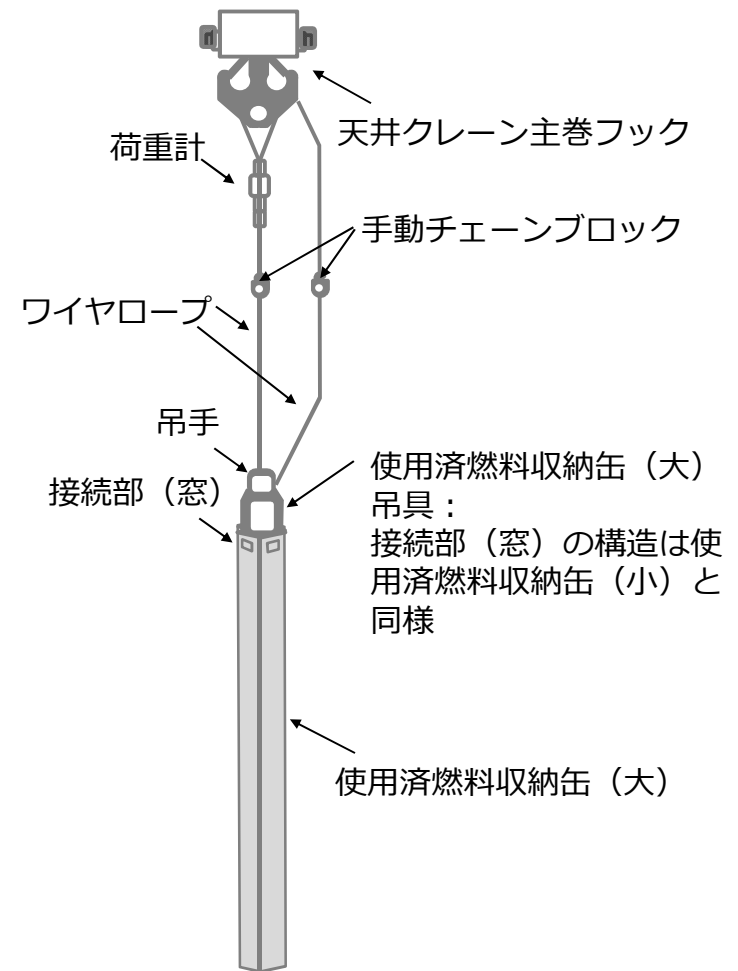 天井クレーン主巻フック
荷重計
手動チェーンブロック
ワイヤロープ
吊手
接続部（窓）
使用済燃料収納缶（大）
吊具：
接続部（窓）の構造は使
用済燃料収納缶（小）と
同様
使用済燃料収納缶（大）